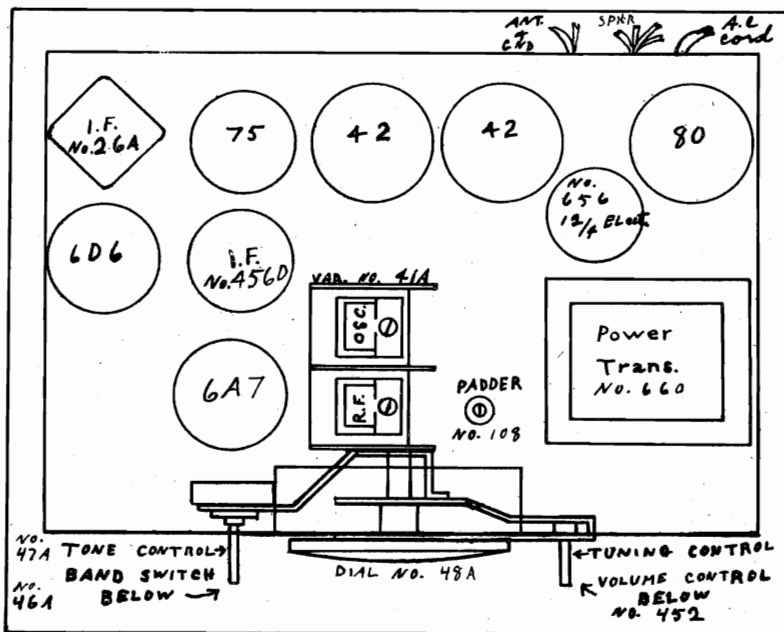 ANT.
+
GND
SPKR
A.C
cord
I.F.
No.26A
75
42
42
80
No.
656
12/4 Elect.
6D6
I.F.
No.456D
VAR. NO. 41A
OSC.
R.F.
6A7
PADDER
NO. 108
Power
Trans.
No. 660
NO.
47A
TONE CONTROL
BAND SWITCH
BELOW
NO.
46A
DIAL NO. 48A
TUNING CONTROL
VOLUME CONTROL
BELOW
NO. 452